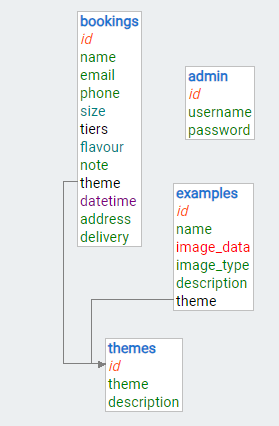 bookings
id
name
email
phone
size
tiers
flavour
note
theme
datetime
address
delivery
admin
id
username
password
examples
id
name
image_data
image_type
description
theme
themes
id
theme
description